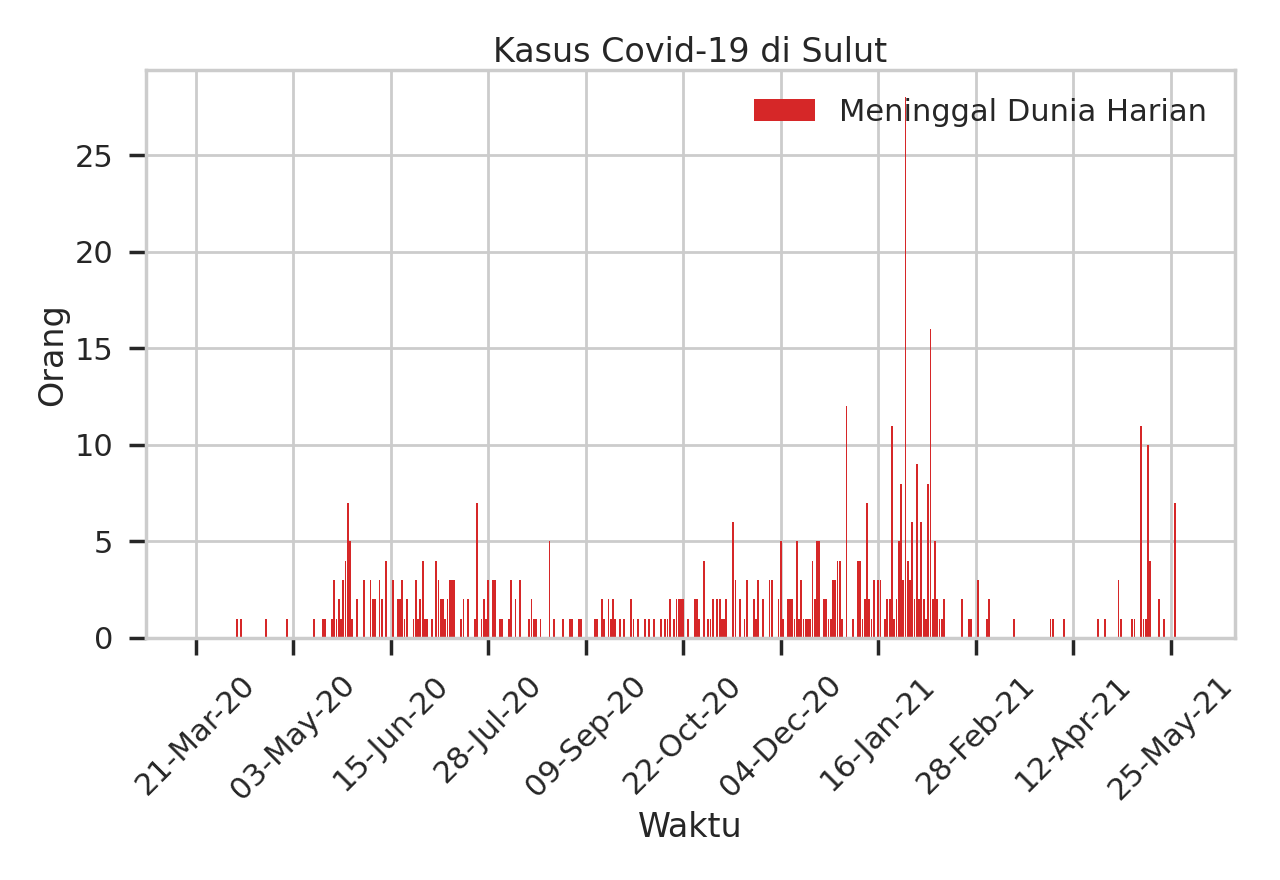 Kasus Covid-19 di Sulut
Meninggal Dunia Harian
Orang
25
20
15
10
5
0
21-Mar-20
03-May-20
15-Jun-20
28-Jul-20
09-Sep-20
22-Oct-20
04-Dec-20
16-Jan-21
28-Feb-21
12-Apr-21
25-May-21
Waktu